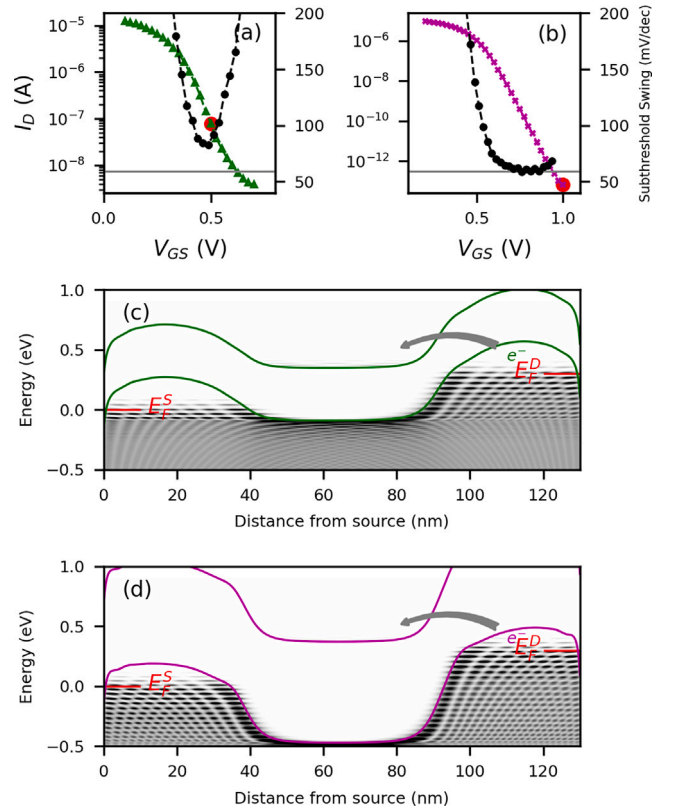 10⁻⁵
10⁻⁶
10⁻⁷
10⁻⁸
I_D (A)
(a)
200
150
100
50
0.0
0.5
V_GS (V)
10⁻⁶
10⁻⁸
10⁻¹⁰
10⁻¹²
(b)
200
150
100
50
Subthreshold Swing (mV/dec)
0.5
1.0
V_GS (V)
(c)
1.0
0.5
0.0
−0.5
Energy (eV)
E_F^S
e⁻
E_F^D
0 20 40 60 80 100 120
Distance from source (nm)
(d)
1.0
0.5
0.0
−0.5
Energy (eV)
E_F^S
e⁻
E_F^D
0 20 40 60 80 100 120
Distance from source (nm)